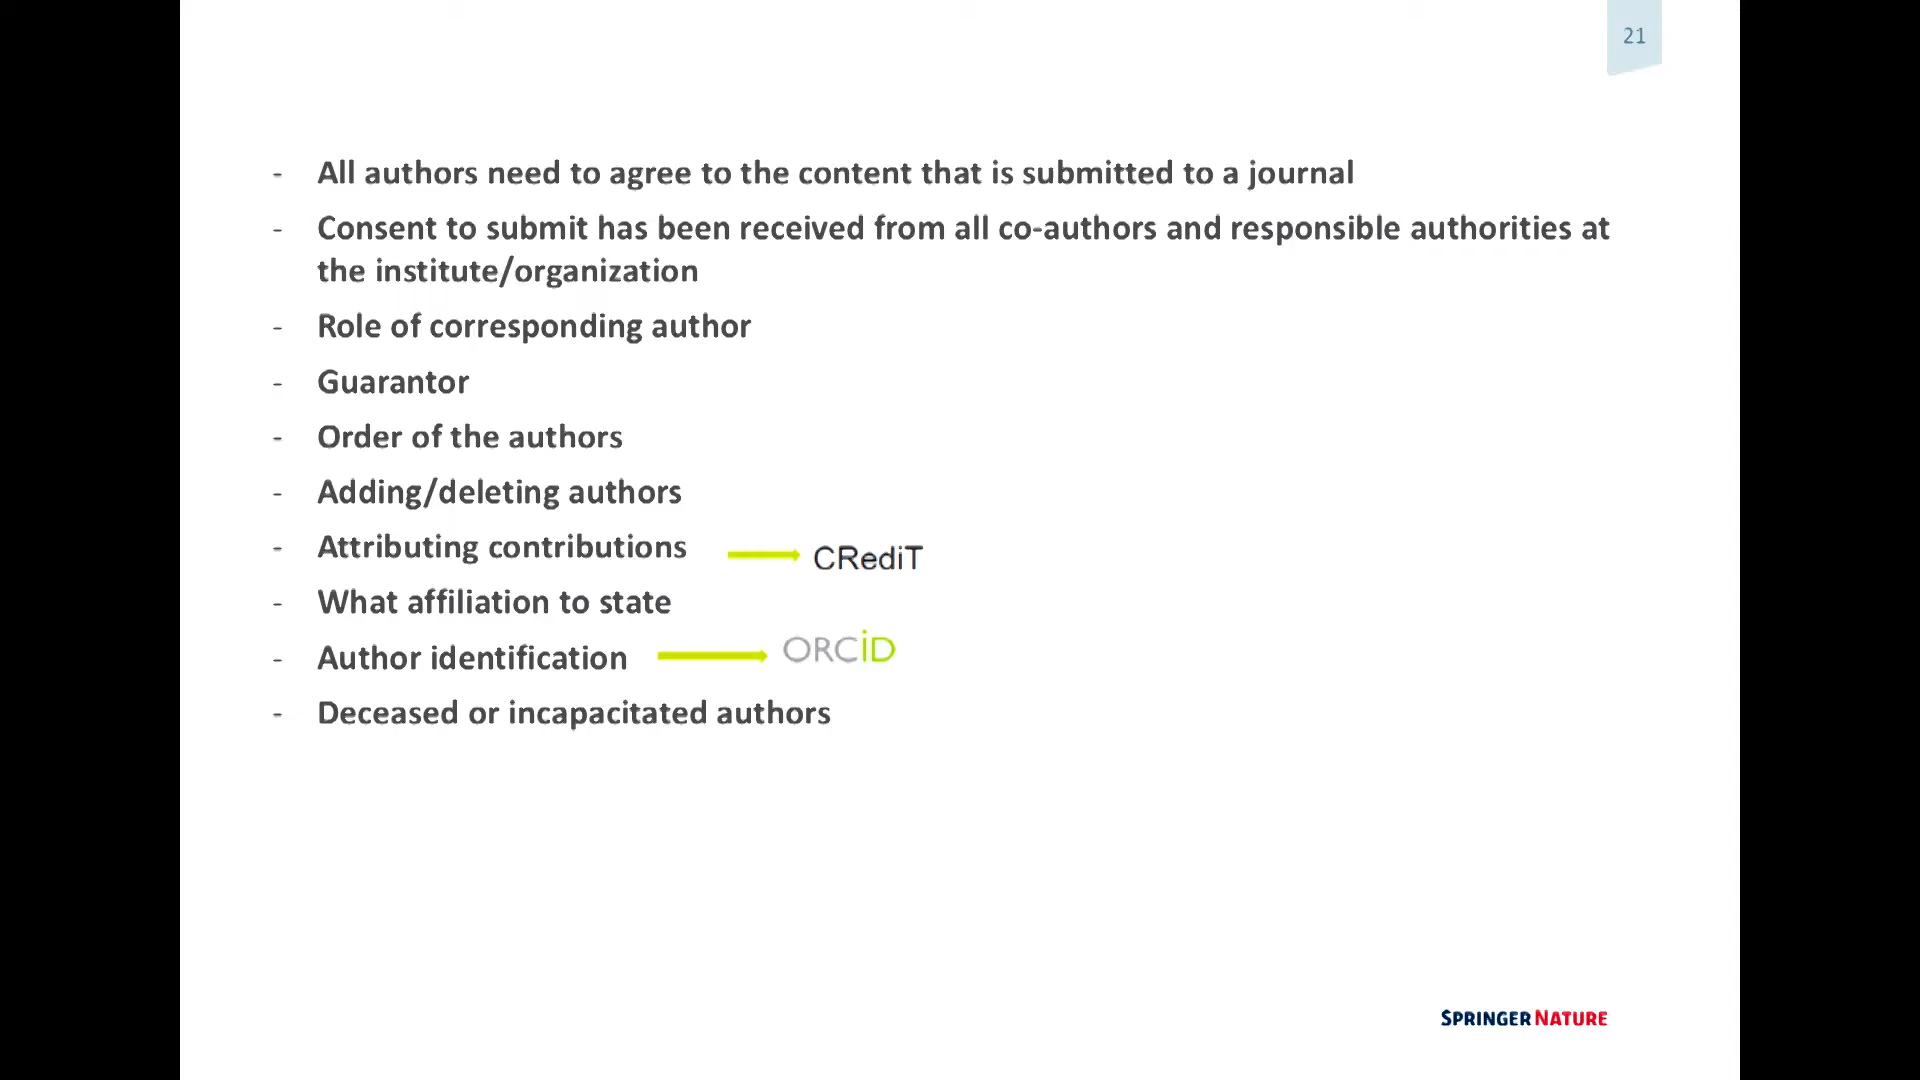 21
- All authors need to agree to the content that is submitted to a journal
- Consent to submit has been received from all co-authors and responsible authorities at
the institute/organization
- Role of corresponding author
- Guarantor
- Order of the authors
- Adding/deleting authors
- Attributing contributions CRediT
- What affiliation to state
- Author identification ORCiD
- Deceased or incapacitated authors
SPRINGER NATURE